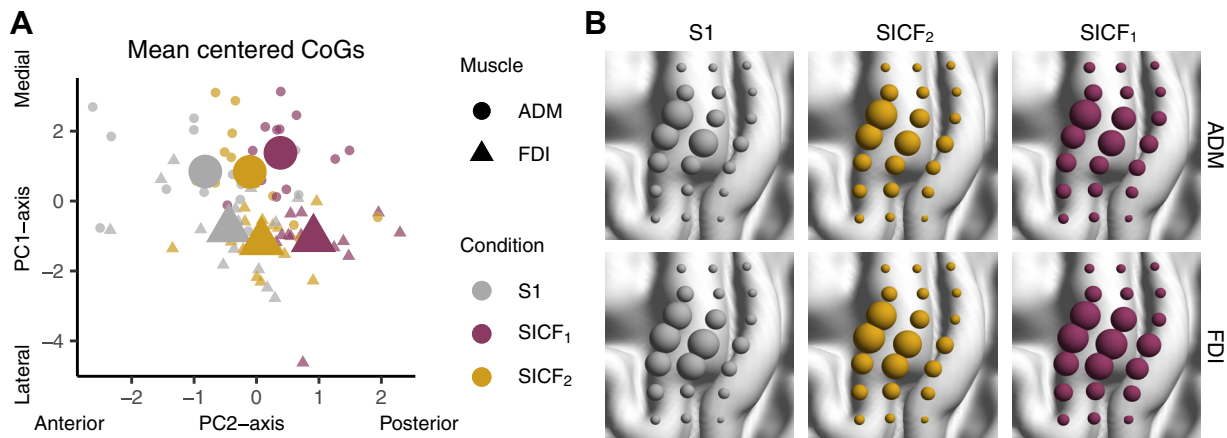 A
Mean centered CoGs
Medial
PC1–axis
Lateral
2
0
−2
−4
−2
−1
0
1
2
Anterior
PC2–axis
Posterior
Muscle
ADM
FDI
Condition
S1
SICF₁
SICF₂
B
S1
SICF₂
SICF₁
ADM
FDI